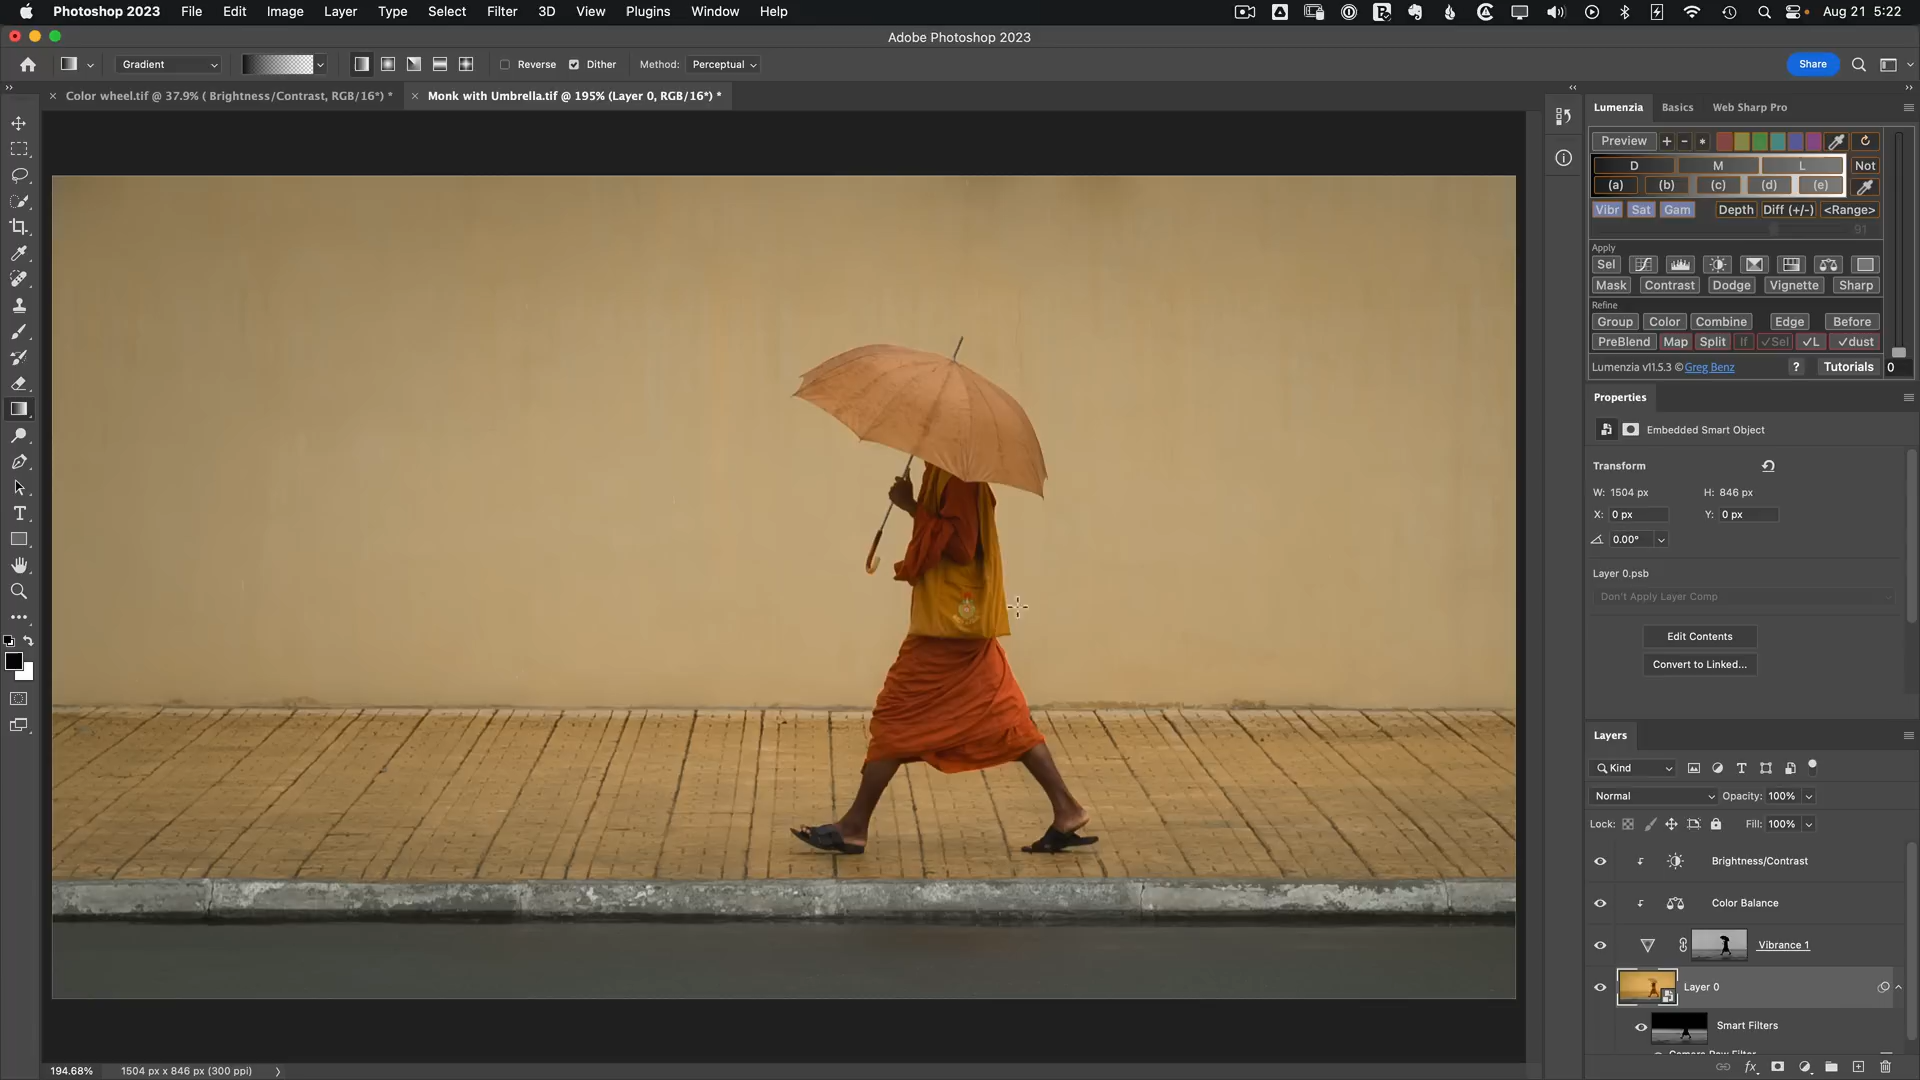 Photoshop 2023 File Edit Image Layer Type Select Filter 3D View Plugins Window Help Aug 21 5:22
Adobe Photoshop 2023
Gradient Reverse Dither Method: Perceptual Share
Color wheel.tif @ 37.9% ( Brightness/Contrast, RGB/16*) * Monk with Umbrella.tif @ 195% (Layer 0, RGB/16*) *
Lumenzia Basics Web Sharp Pro
Preview + - *
D M L Not
(a) (b) (c) (d) (e)
Vibr Sat Gam Depth Diff (+/-) <Range>
91
Apply
Sel
Mask Contrast Dodge Vignette Sharp
Refine
Group Color Combine Edge Before
PreBlend Map Split If ✓Sel ✓L ✓dust
Lumenzia v11.5.3 © Greg Benz ? Tutorials 0
Properties
Embedded Smart Object
Transform
W: 1504 px H: 846 px
X: 0 px Y: 0 px
0.00°
Layer 0.psb
Don't Apply Layer Comp
Edit Contents
Convert to Linked...
Layers
Kind
Normal Opacity: 100%
Lock: Fill: 100%
Brightness/Contrast
Color Balance
Vibrance 1
Layer 0
Smart Filters
Camera Raw Filter
194.68% 1504 px x 846 px (300 ppi)